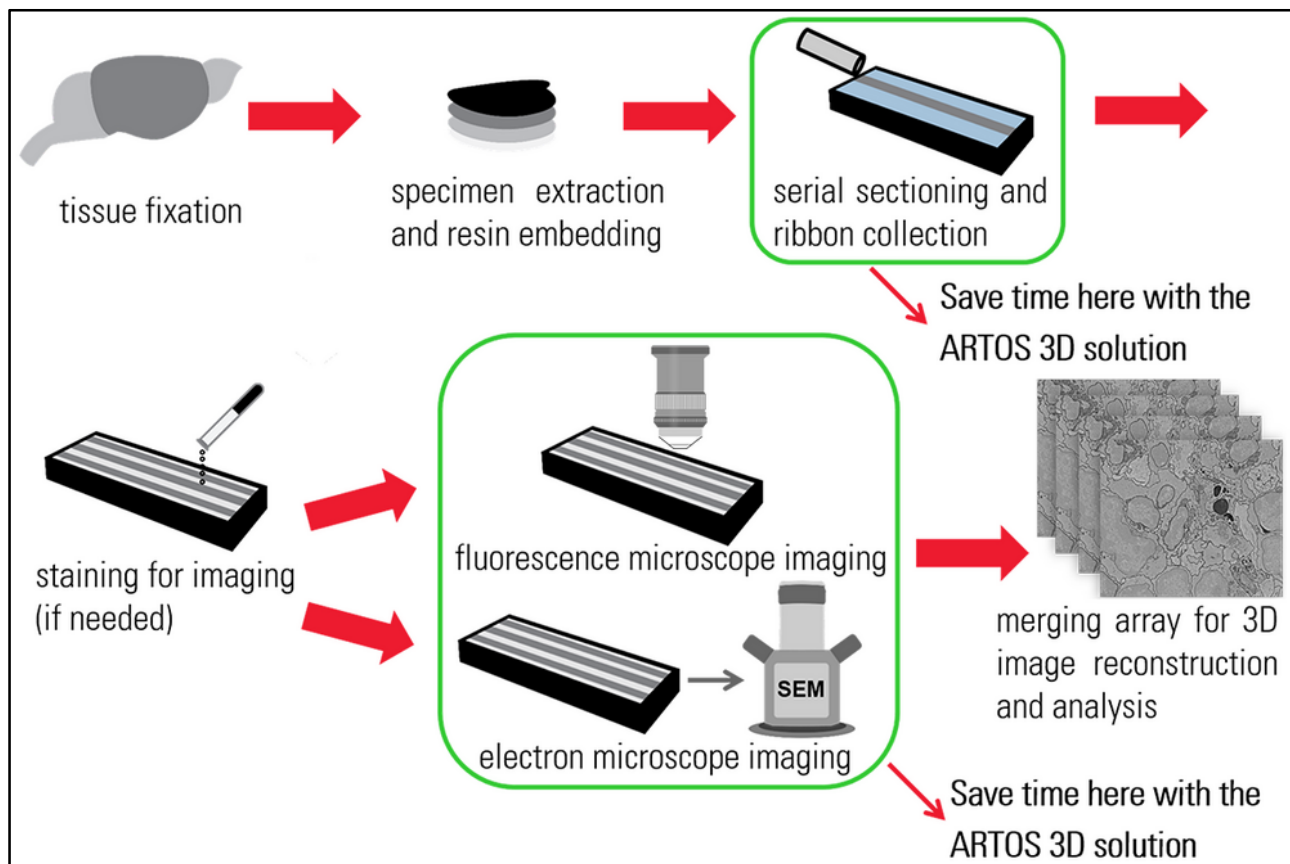 tissue fixation
specimen extraction
and resin embedding
serial sectioning and
ribbon collection
Save time here with the
ARTOS 3D solution
staining for imaging
(if needed)
fluorescence microscope imaging
SEM
electron microscope imaging
merging array for 3D
image reconstruction
and analysis
Save time here with the
ARTOS 3D solution